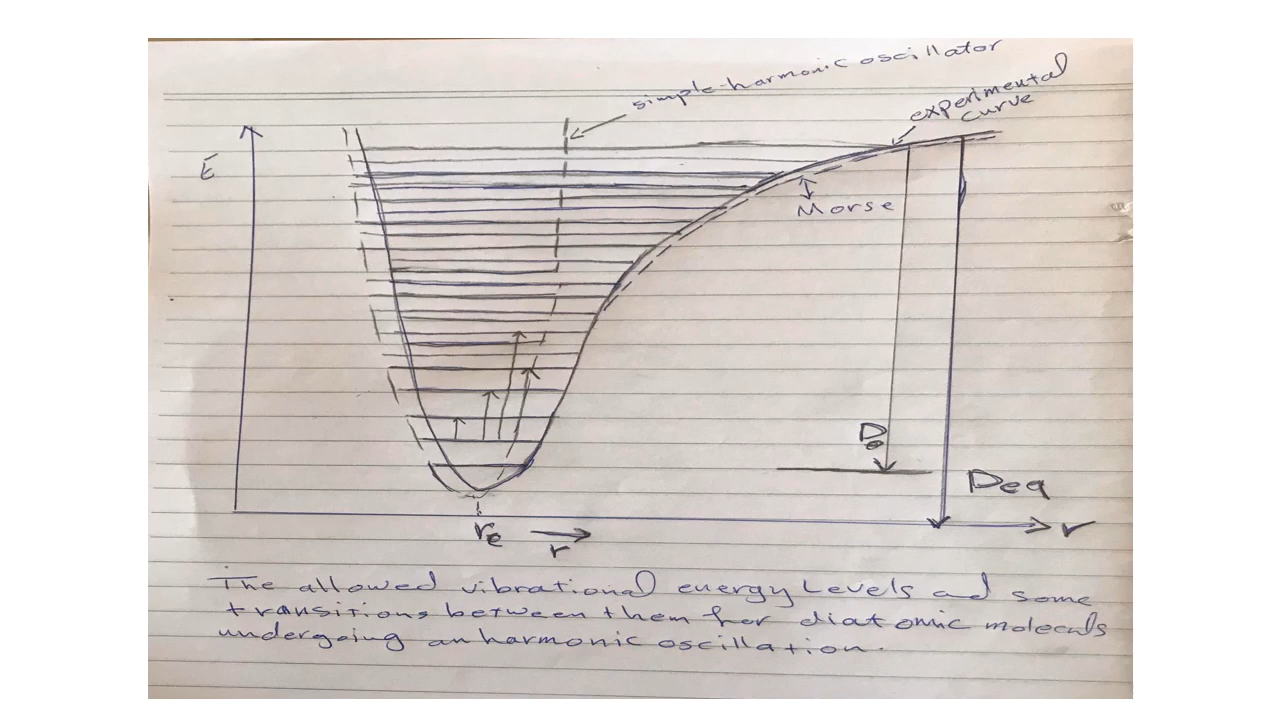 simple-harmonic oscillator
experimental
curve
E
Morse
Do
Deq
re
r
r
The allowed vibrational energy Levels and some
transitions between them for diatomic molecules
undergoing anharmonic oscillation.